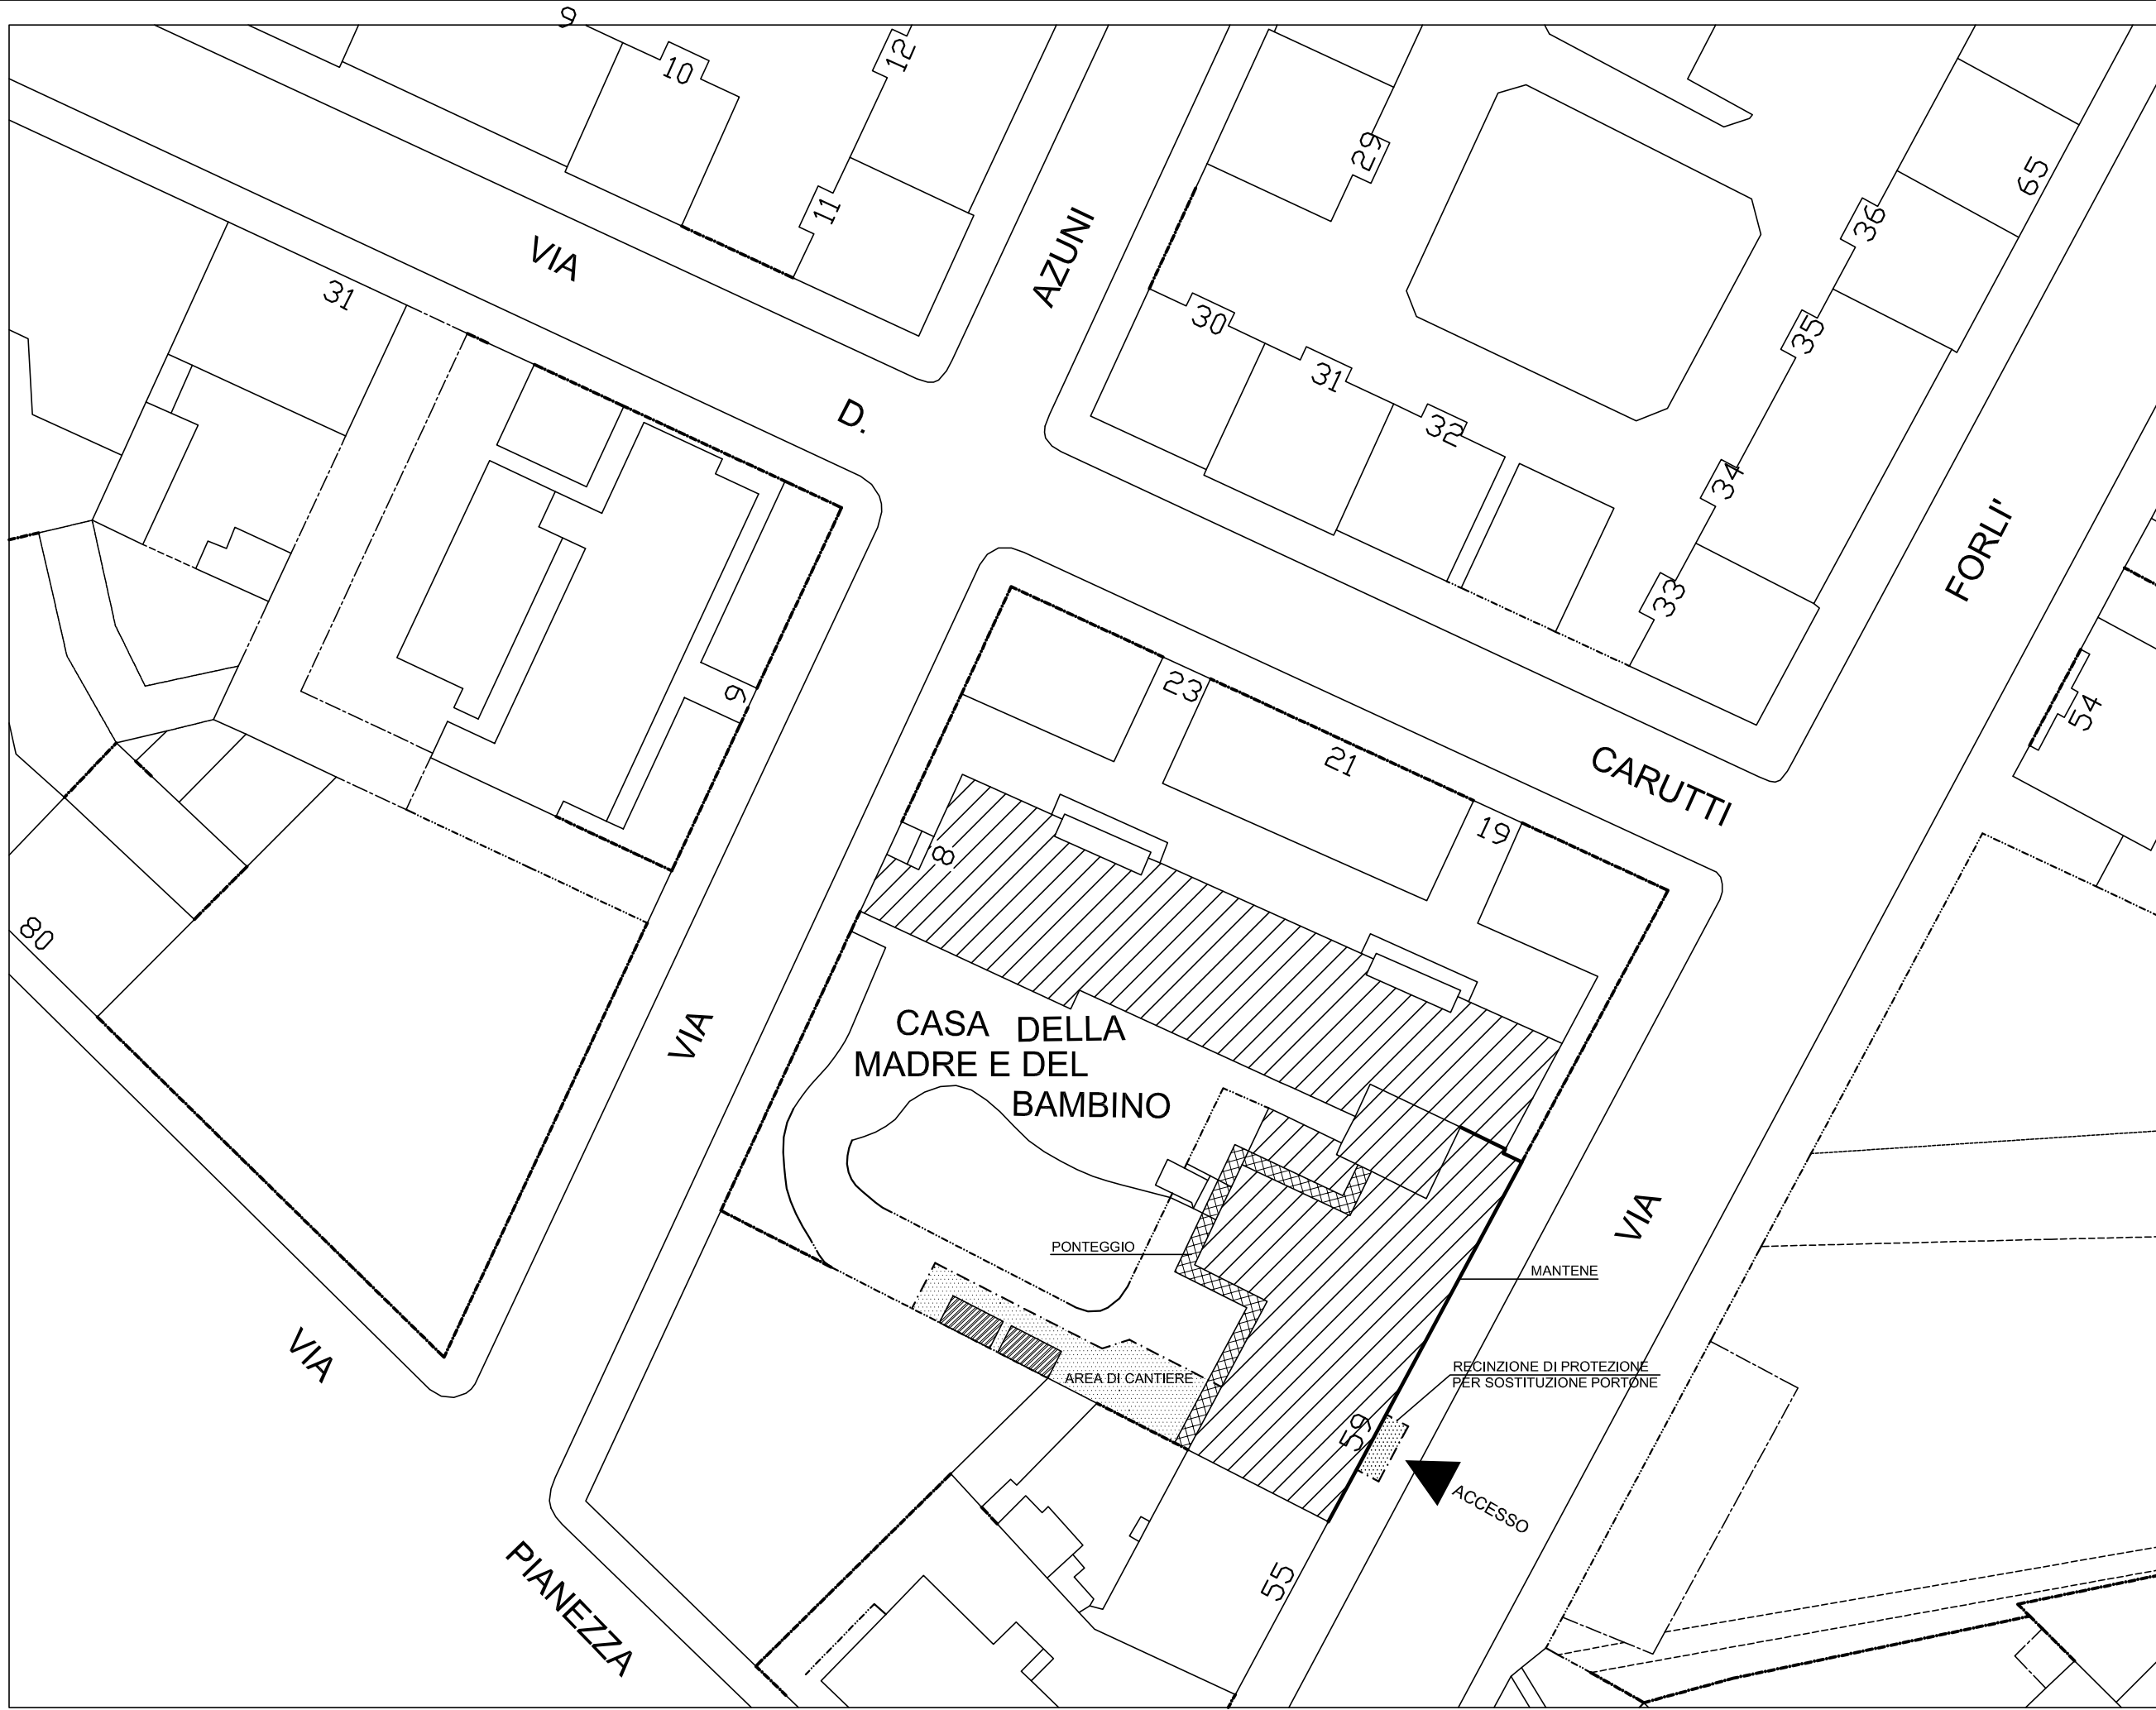 9
10
12
11
29
65
36
VIA
AZUNI
31
30
35
31
D.
32
34
FORLI'
33
9
23
54
21
CARUTTI
19
8
80
CASA DELLA
MADRE E DEL
BAMBINO
VIA
VIA
PONTEGGIO
MANTENE
VIA
RECINZIONE DI PROTEZIONE
PER SOSTITUZIONE PORTONE
AREA DI CANTIERE
59
ACCESSO
PIANEZZA
55